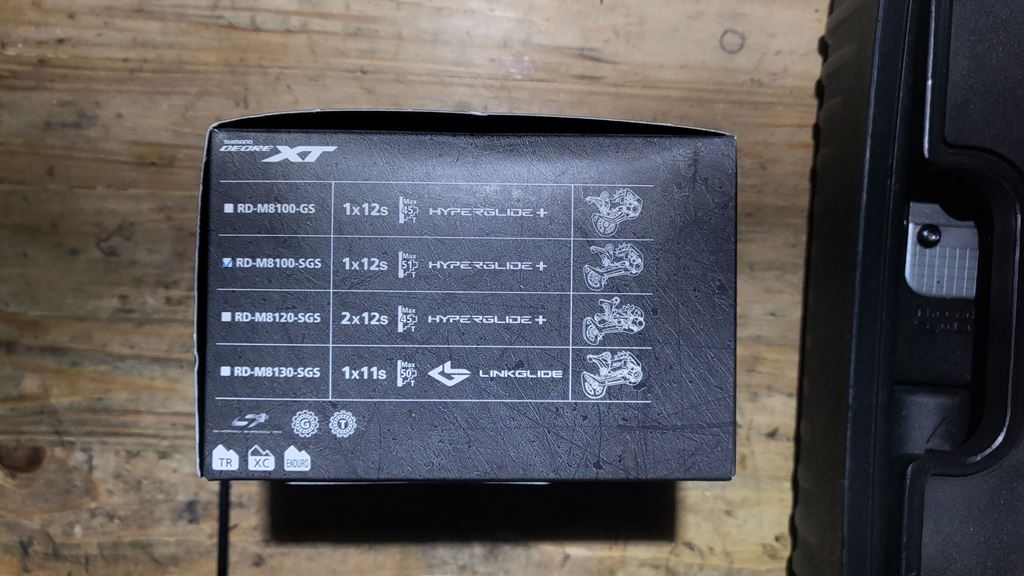 SHIMANO
DEORE XT
RD-M8100-GS 1x12s Max 45T HYPERGLIDE+
RD-M8100-SGS 1x12s Max 51T HYPERGLIDE+
RD-M8120-SGS 2x12s Max 45T HYPERGLIDE+
RD-M8130-SGS 1x11s Max 50T LINKGLIDE
G T
TR XC ENDURO